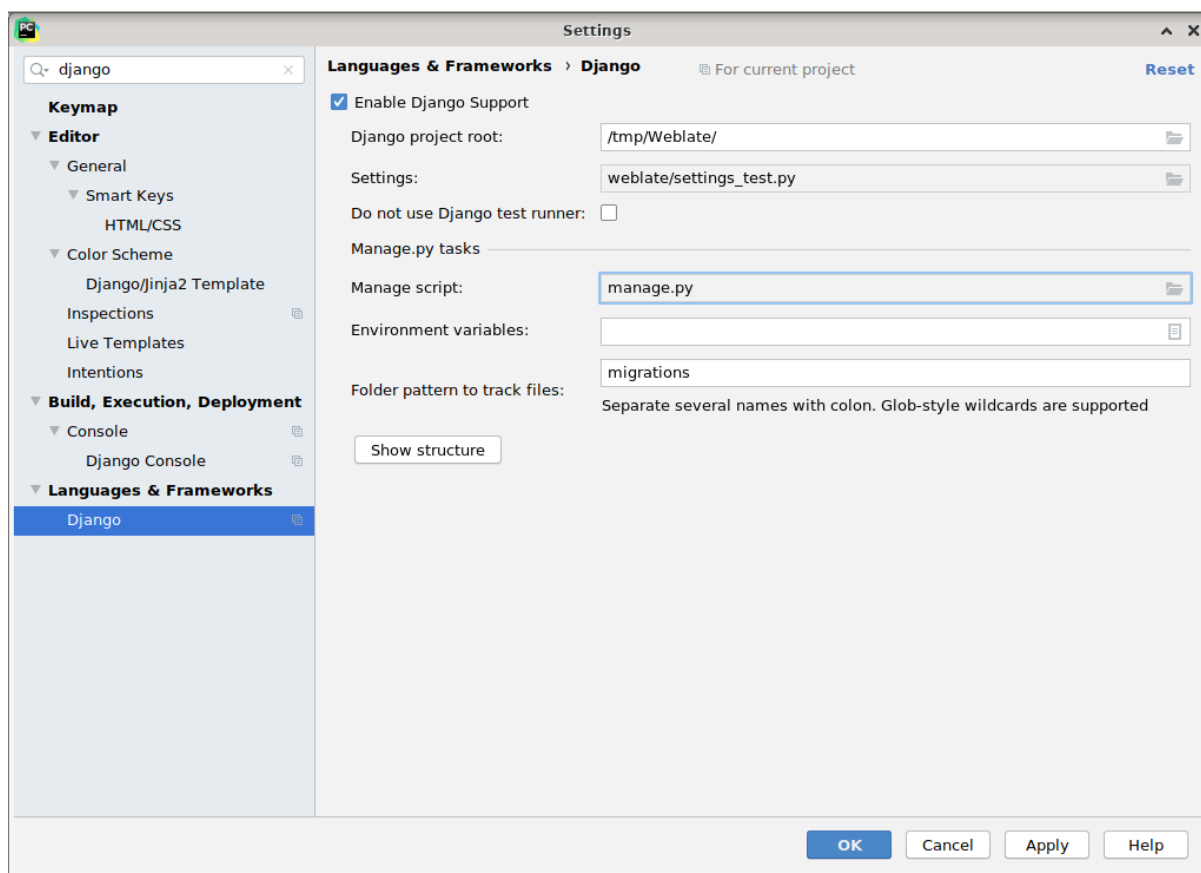 PC
Settings
django
Keymap
Editor
General
Smart Keys
HTML/CSS
Color Scheme
Django/Jinja2 Template
Inspections
Live Templates
Intentions
Build, Execution, Deployment
Console
Django Console
Languages & Frameworks
Django
Languages & Frameworks › Django
For current project
Reset
Enable Django Support
Django project root: /tmp/Weblate/
Settings: weblate/settings_test.py
Do not use Django test runner:
Manage.py tasks
Manage script: manage.py
Environment variables:
Folder pattern to track files: migrations
Separate several names with colon. Glob-style wildcards are supported
Show structure
OK Cancel Apply Help